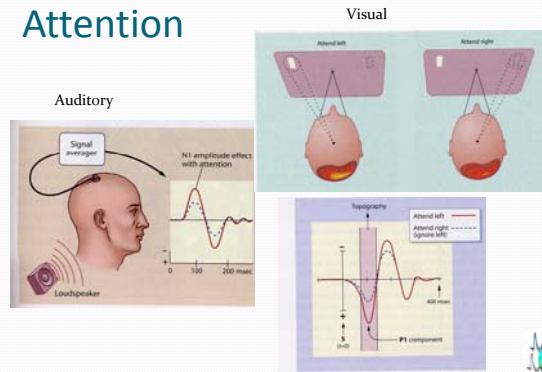 Attention
Visual
Attend left
Attend right
Auditory
Signal
averager
N1 amplitude effect
with attention
−
+
0 100 200 msec
Loudspeaker
Topography
Attend left
Attend right
(ignore left)
−
+
400 msec
S
(t=0)
P1 component